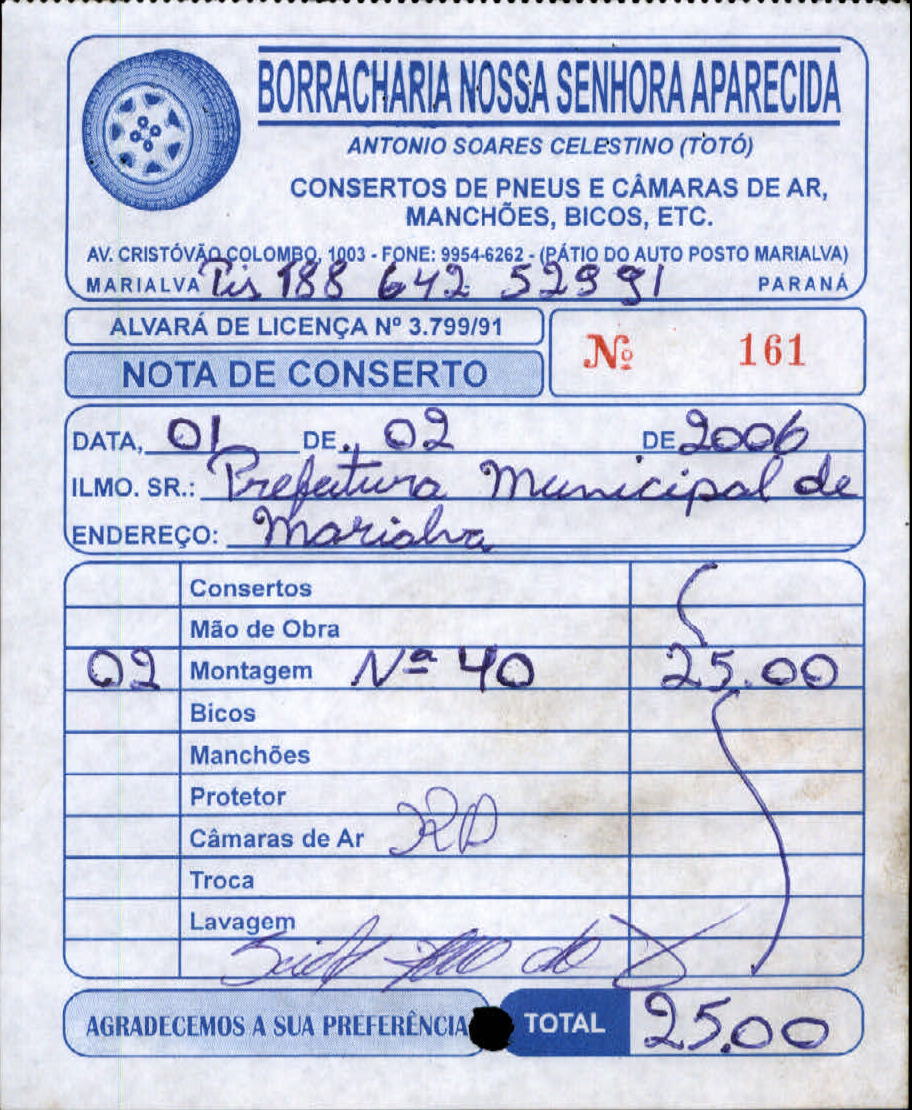 BORRACHARIA NOSSA SENHORA APARECIDA
ANTONIO SOARES CELESTINO (TOTÓ)
CONSERTOS DE PNEUS E CÂMARAS DE AR,
MANCHÕES, BICOS, ETC.
AV. CRISTÓVÃO COLOMBO, 1003 - FONE: 9954-6262 - (PÁTIO DO AUTO POSTO MARIALVA)
MARIALVA Pis 188 642 529 91 PARANÁ
ALVARÁ DE LICENÇA Nº 3.799/91
Nº 161
NOTA DE CONSERTO
DATA, 01 DE 02 DE 2006
ILMO. SR.: Prefeitura Municipal de
ENDEREÇO: Marialva
Consertos
Mão de Obra
02 Montagem Nª 40 25.00
Bicos
Manchões
Protetor
Câmaras de Ar
Troca
Lavagem
AGRADECEMOS A SUA PREFERÊNCIA TOTAL 25.00